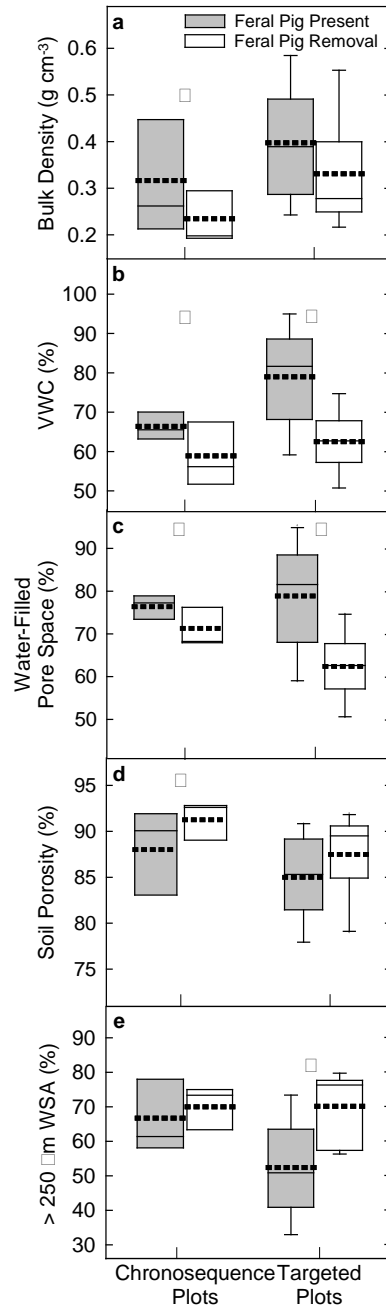 a
Feral Pig Present
Feral Pig Removal
Bulk Density (g cm-3)
0.6
0.5
0.4
0.3
0.2
b
VWC (%)
100
90
80
70
60
50
c
Water-Filled
Pore Space (%)
90
80
70
60
50
d
Soil Porosity (%)
95
90
85
80
75
e
> 250 □m WSA (%)
90
80
70
60
50
40
30
Chronosequence
Plots
Targeted
Plots